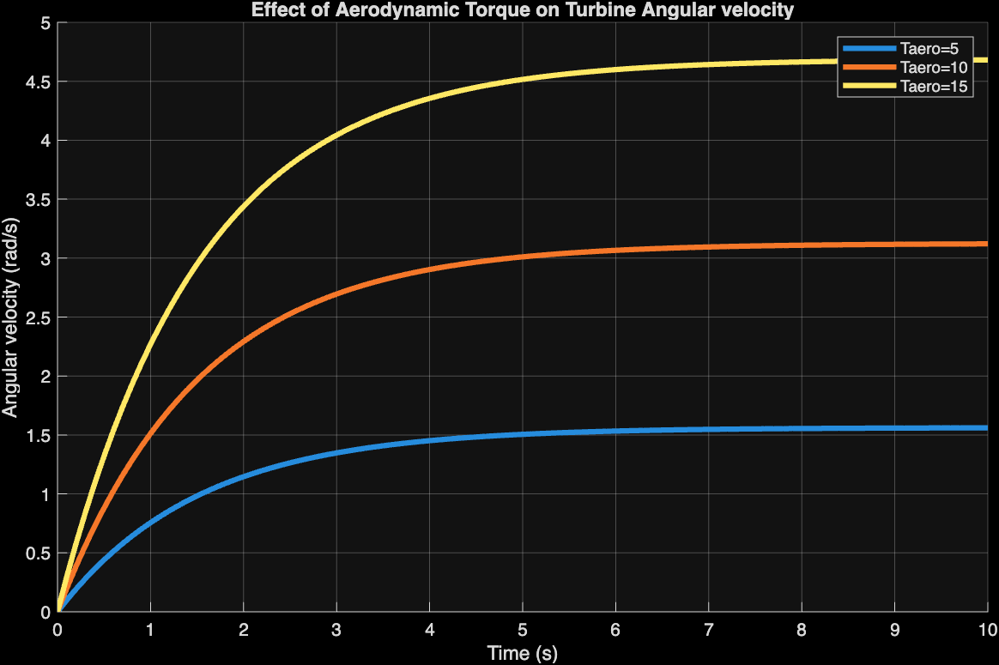 Effect of Aerodynamic Torque on Turbine Angular velocity
Taero=5
Taero=10
Taero=15
Angular velocity (rad/s)
5
4.5
4
3.5
3
2.5
2
1.5
1
0.5
0
0 1 2 3 4 5 6 7 8 9 10
Time (s)